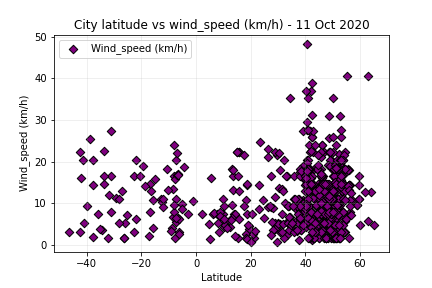 City latitude vs wind_speed (km/h) - 11 Oct 2020
Wind_speed (km/h)
50
40
30
20
10
0
Wind_speed (km/h)
−40 −20 0 20 40 60
Latitude